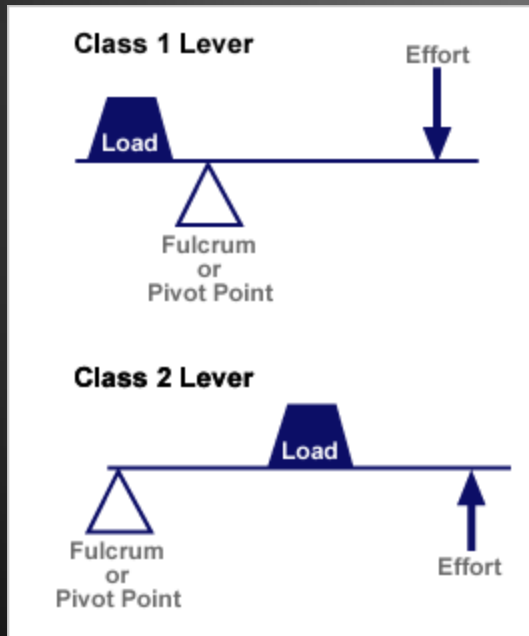 Class 1 Lever
Effort
Load
Fulcrum
or
Pivot Point
Class 2 Lever
Load
Fulcrum
or
Pivot Point
Effort